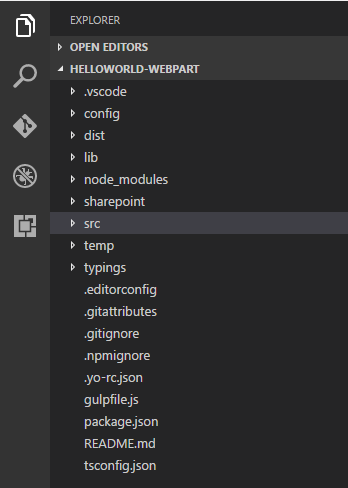 EXPLORER
OPEN EDITORS
HELLOWORLD-WEBPART
.vscode
config
dist
lib
node_modules
sharepoint
src
temp
typings
.editorconfig
.gitattributes
.gitignore
.npmignore
.yo-rc.json
gulpfile.js
package.json
README.md
tsconfig.json